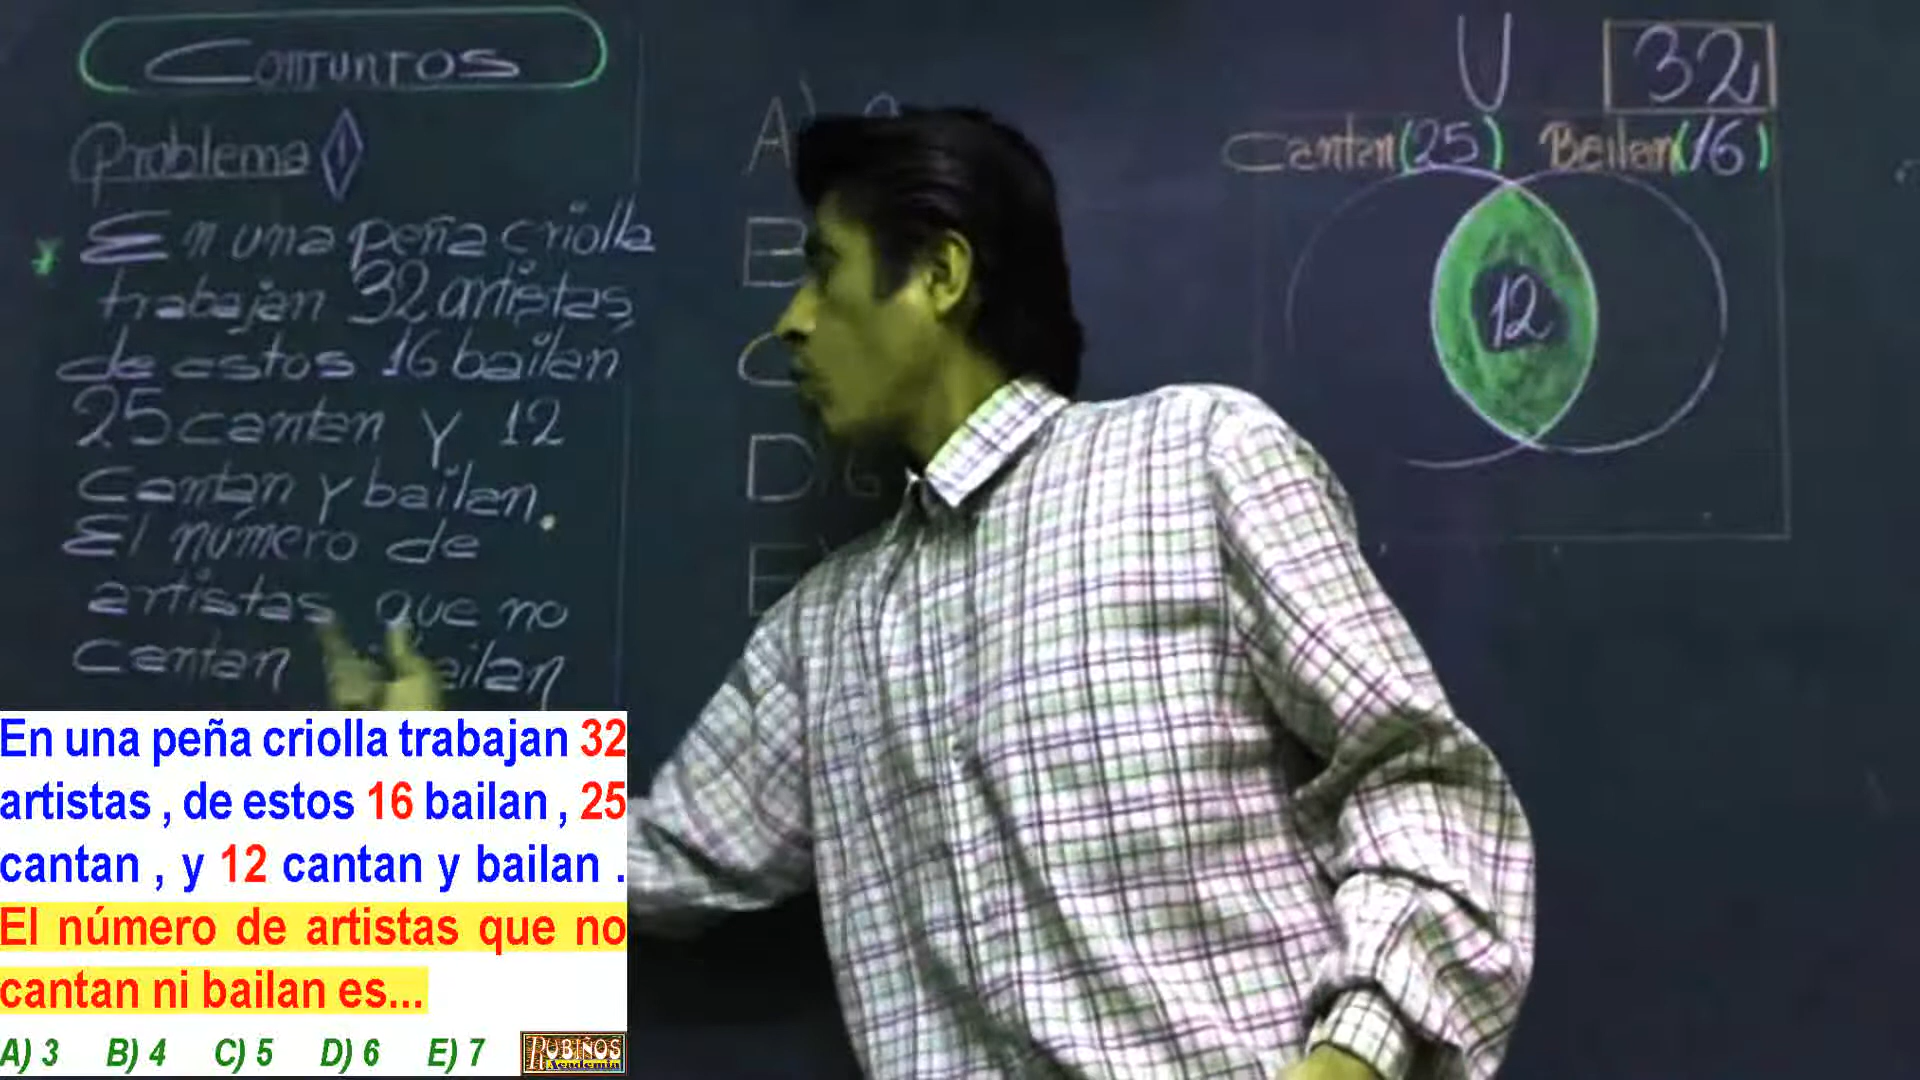 CONJUNTOS
Problema 1
* En una peña criolla
trabajan 32 artistas,
de estos 16 bailan
25 cantan y 12
cantan y bailan.
El número de
artistas que no
cantan bailan
A)
B
C
D)
E
U 32
Cantan (25) Bailan (16)
12
En una peña criolla trabajan 32
artistas , de estos 16 bailan , 25
cantan , y 12 cantan y bailan .
El número de artistas que no
cantan ni bailan es...
A) 3 B) 4 C) 5 D) 6 E) 7
RUBIÑOS